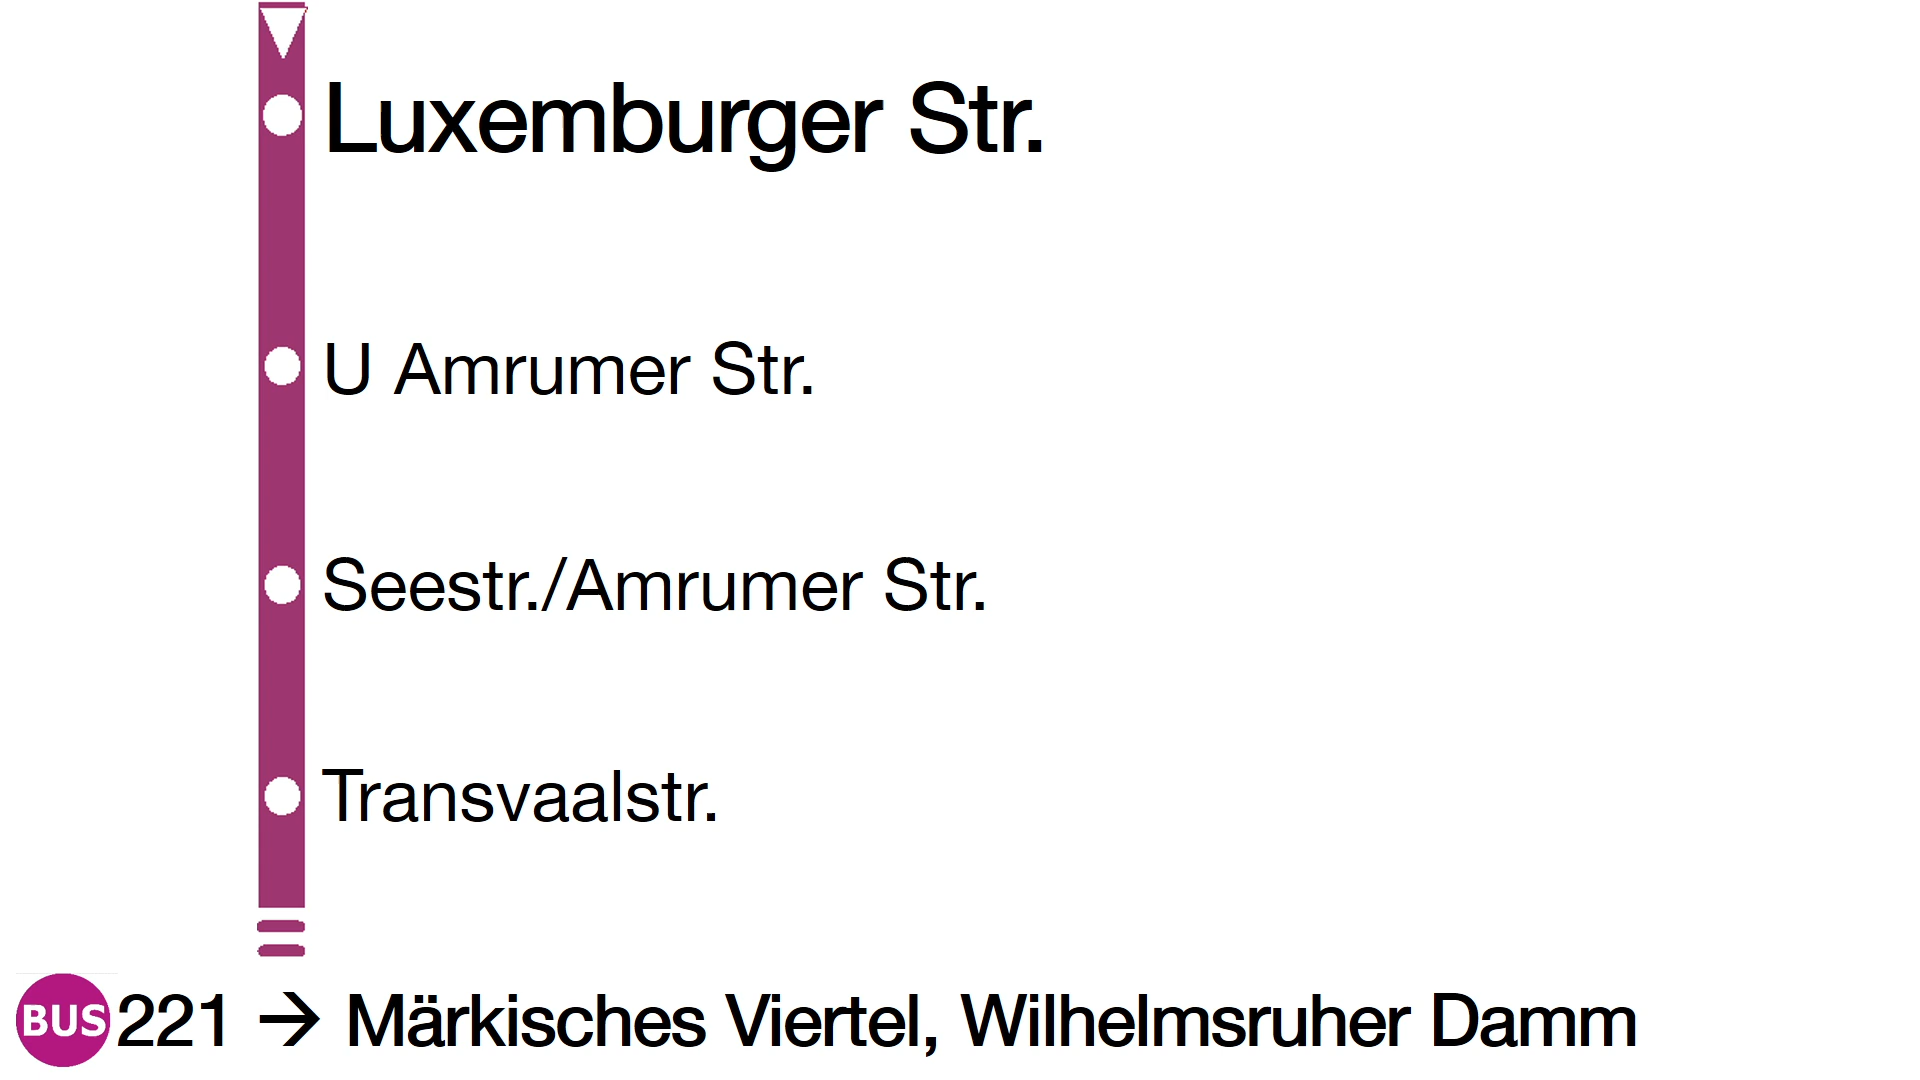 Luxemburger Str.
U Amrumer Str.
Seestr./Amrumer Str.
Transvaalstr.
BUS 221 → Märkisches Viertel, Wilhelmsruher Damm